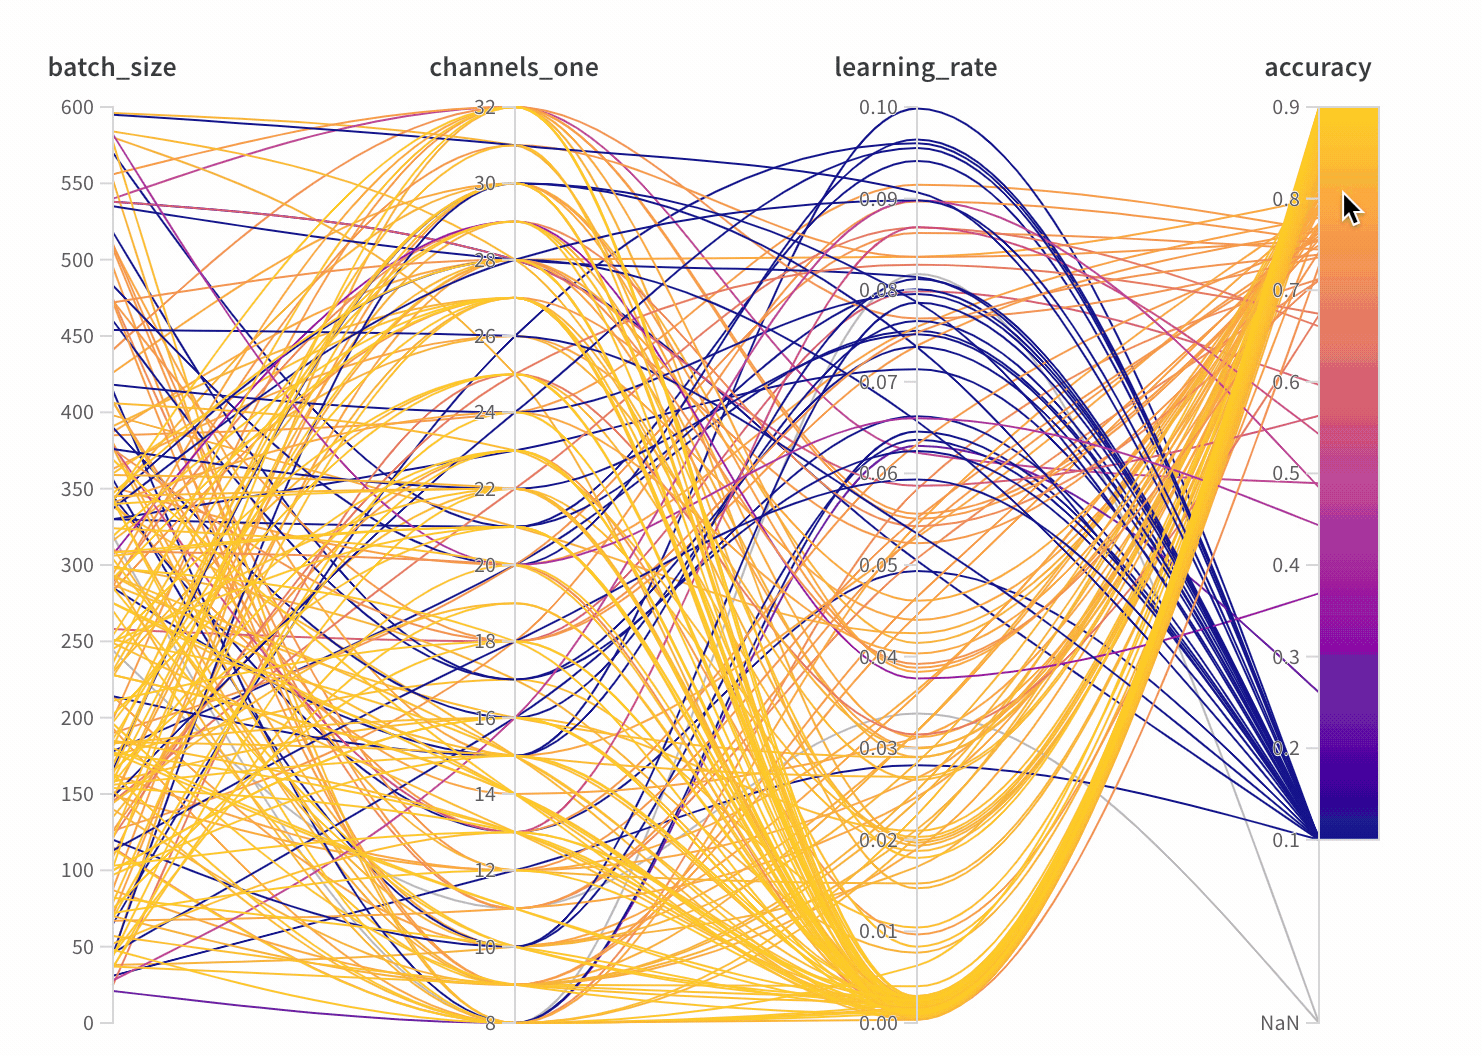 batch_size channels_one learning_rate accuracy
600 32 0.10 0.9
550 30 0.09 0.8
500 28 0.08 0.7
450 26 0.07 0.6
400 24 0.06 0.5
350 22 0.05 0.4
300 20 0.04 0.3
250 18 0.03 0.2
200 16 0.02 0.1
150 14 0.01 NaN
100 12 0.00
50 10
0 8